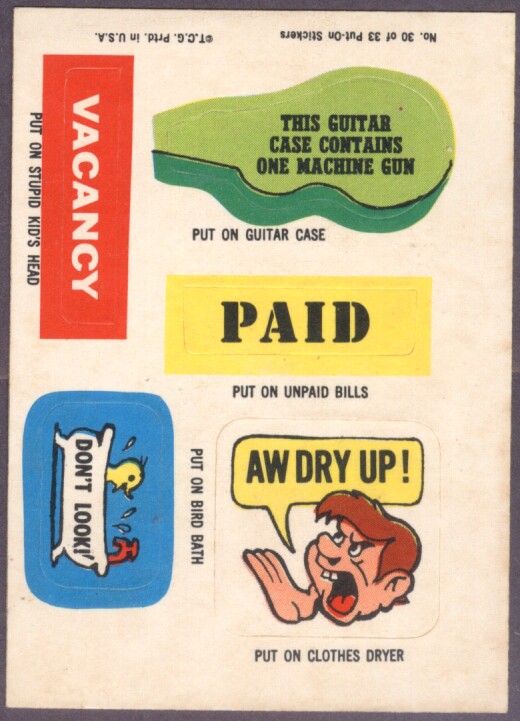 No. 30 of 33 Put-On Stickers
©T.C.G. Prtd. in U.S.A.
VACANCY
PUT ON STUPID KID'S HEAD
THIS GUITAR
CASE CONTAINS
ONE MACHINE GUN
PUT ON GUITAR CASE
PAID
PUT ON UNPAID BILLS
DON'T LOOK!
PUT ON BIRD BATH
AW DRY UP!
PUT ON CLOTHES DRYER